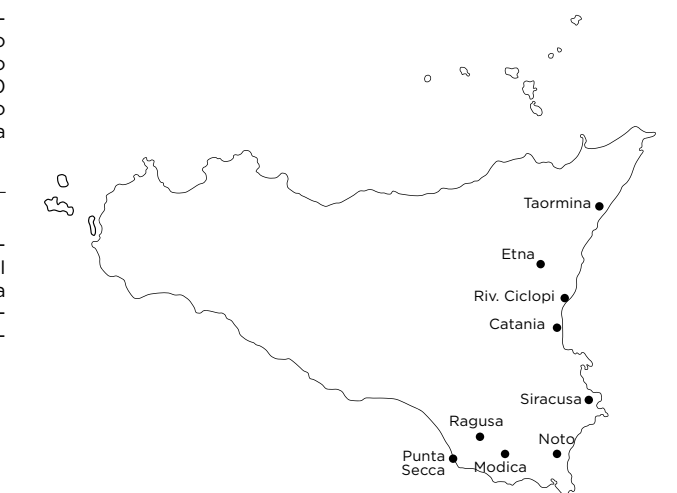 Taormina
Etna
Riv. Ciclopi
Catania
Siracusa
Ragusa
Noto
Punta
Secca
Modica